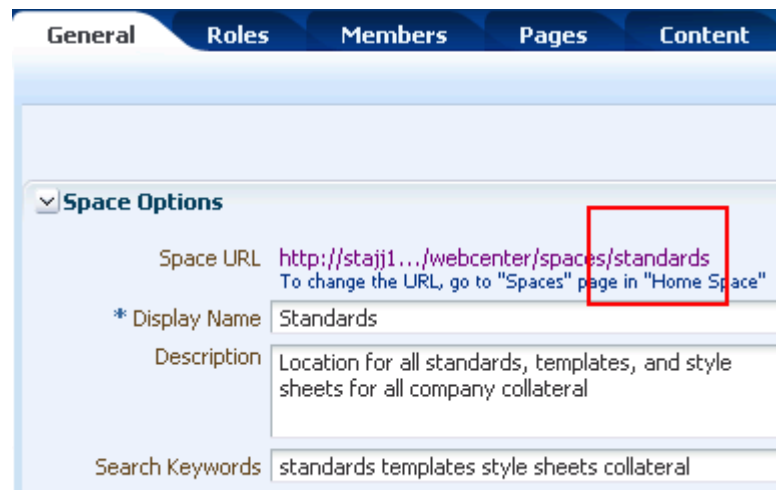 General Roles Members Pages Content
Space Options
Space URL http://stajj1.../webcenter/spaces/standards
To change the URL, go to "Spaces" page in "Home Space"
* Display Name Standards
Description Location for all standards, templates, and style
sheets for all company collateral
Search Keywords standards templates style sheets collateral